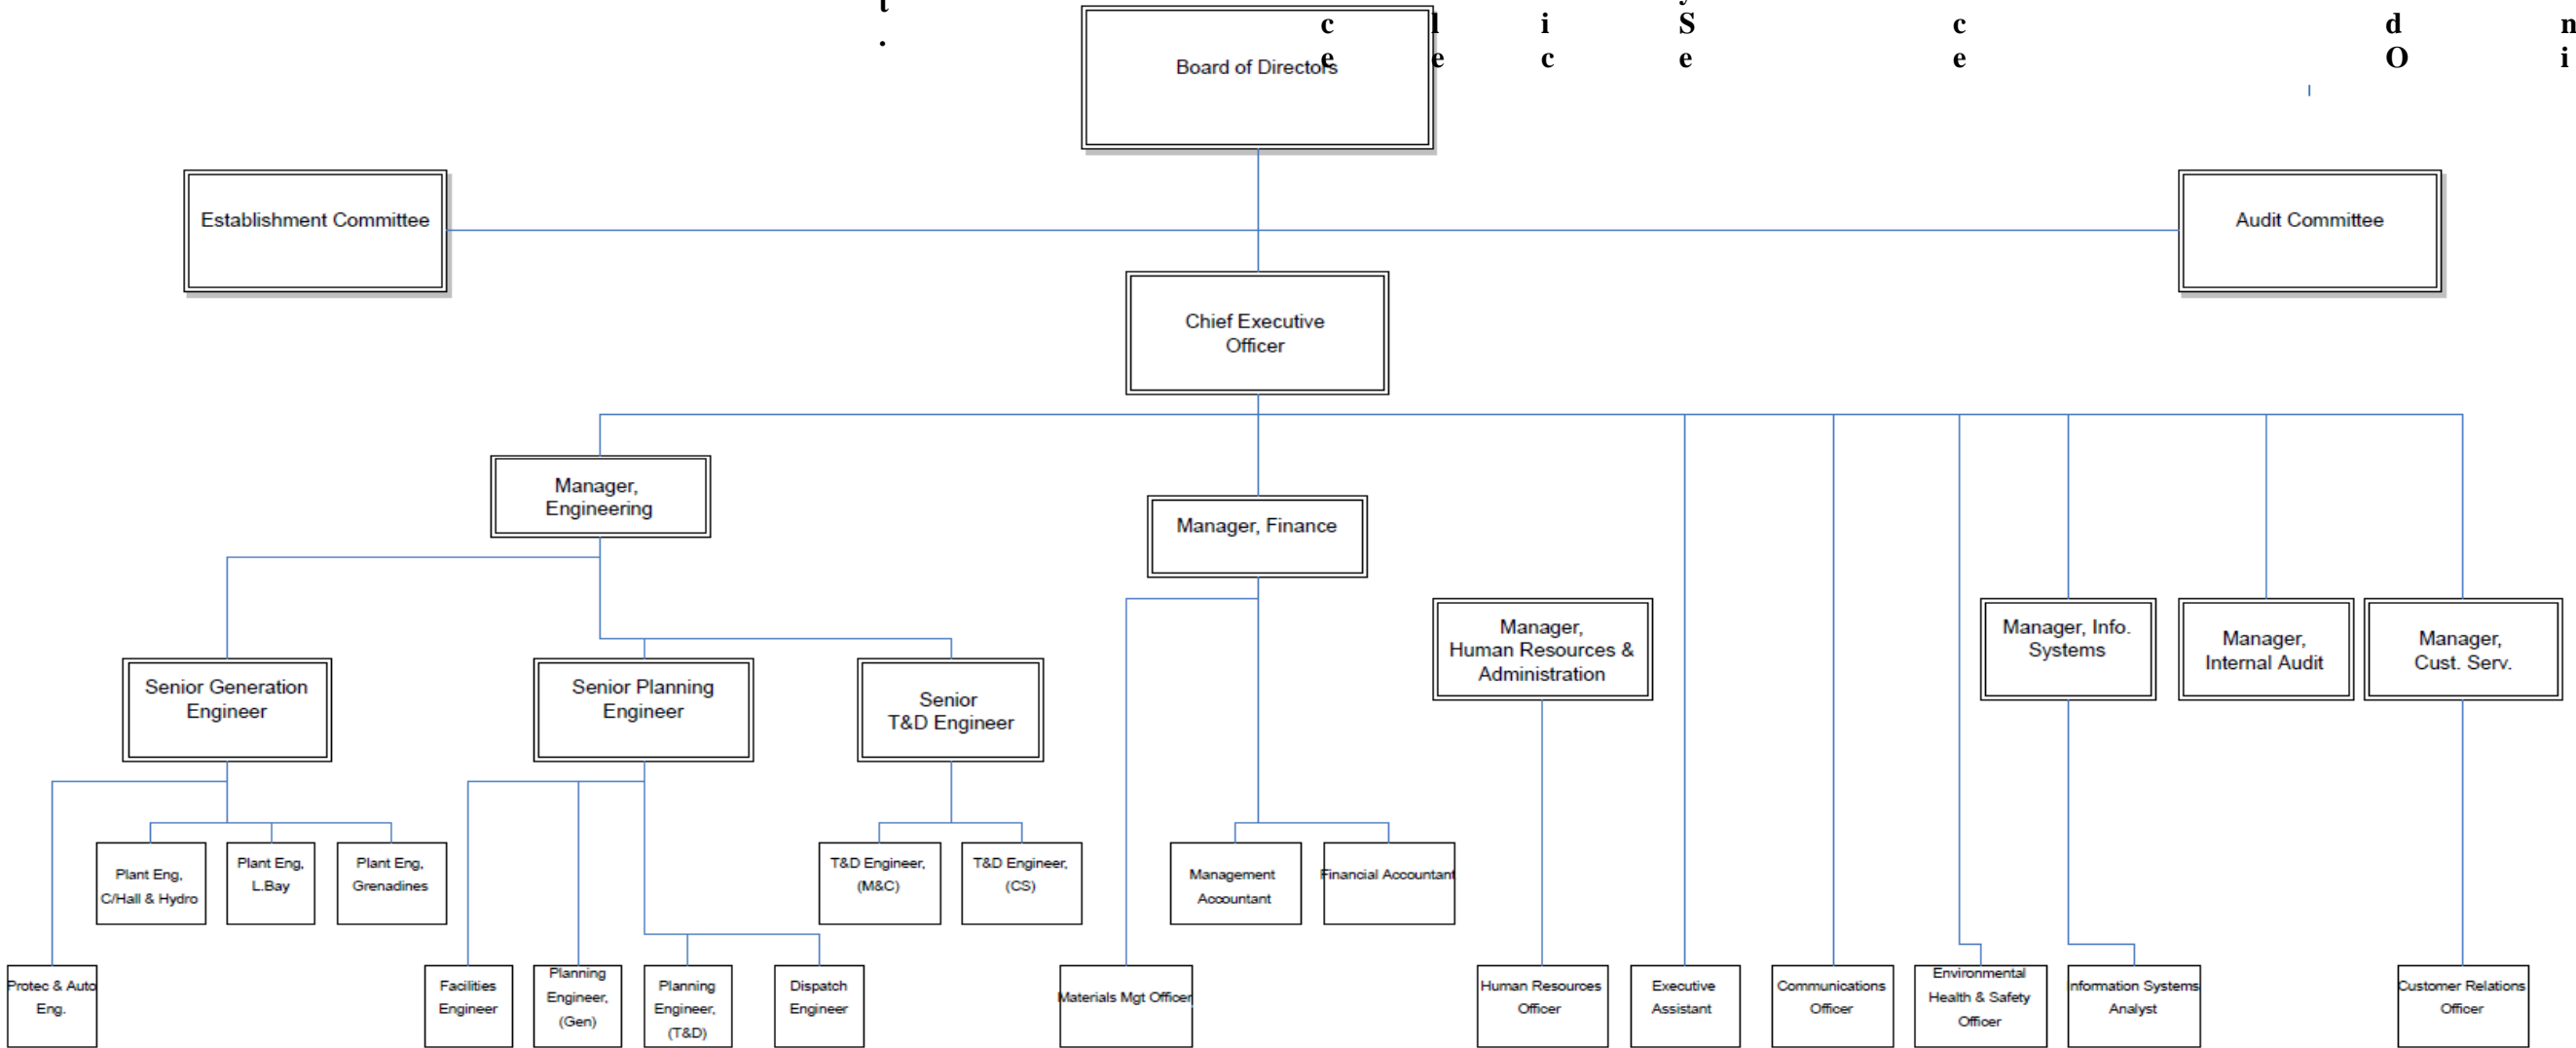 t
.
c
e
l
e
i
c
y
S
e
c
e
d
O
n
i
Board of Directors
Establishment Committee
Audit Committee
Chief Executive
Officer
Manager,
Engineering
Manager, Finance
Manager,
Human Resources &
Administration
Manager, Info.
Systems
Manager,
Internal Audit
Manager,
Cust. Serv.
Senior Generation
Engineer
Senior Planning
Engineer
Senior
T&D Engineer
Plant Eng,
C/Hall & Hydro
Plant Eng,
L.Bay
Plant Eng,
Grenadines
T&D Engineer,
(M&C)
T&D Engineer,
(CS)
Management
Accountant
Financial Accountant
Protec & Auto
Eng.
Facilities
Engineer
Planning
Engineer,
(Gen)
Planning
Engineer,
(T&D)
Dispatch
Engineer
Materials Mgt Officer
Human Resources
Officer
Executive
Assistant
Communications
Officer
Environmental
Health & Safety
Officer
Information Systems
Analyst
Customer Relations
Officer